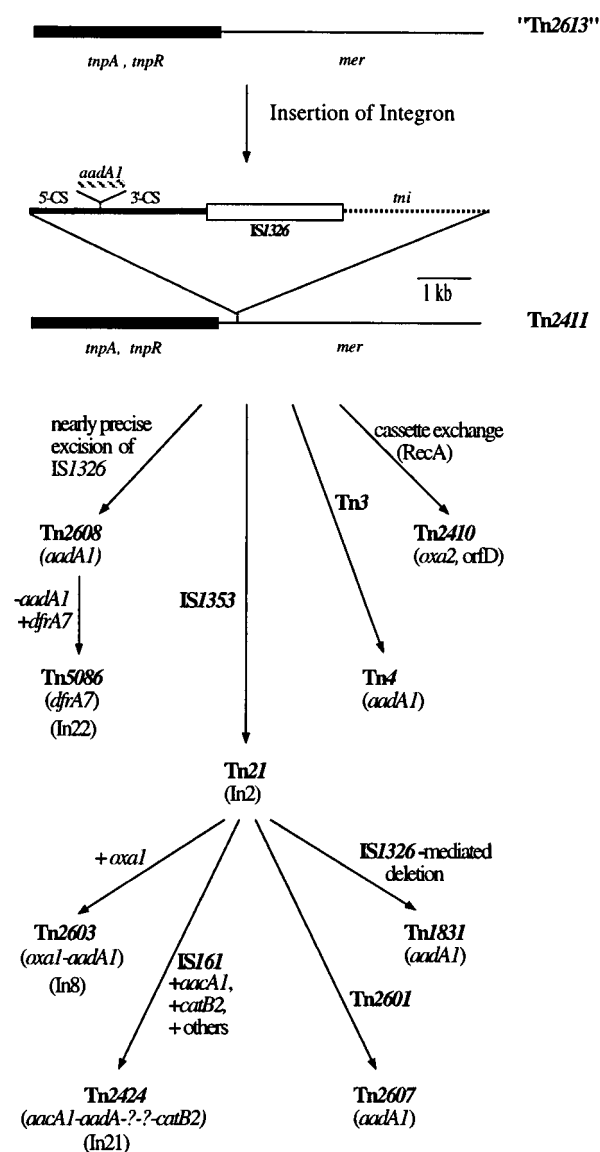 "Tn2613"
tnpA , tnpR
mer
Insertion of Integron
aadA1
5'-CS
3'-CS
tni
IS1326
1 kb
Tn2411
tnpA, tnpR
mer
nearly precise
excision of
IS1326
cassette exchange
(RecA)
Tn3
Tn2608
(aadA1)
Tn2410
(oxa2, orfD)
-aadA1
+dfrA7
IS1353
Tn5086
(dfrA7)
(In22)
Tn4
(aadA1)
Tn21
(In2)
+oxa1
IS1326-mediated
deletion
Tn2603
(oxa1-aadA1)
(In8)
IS161
+aacA1,
+catB2,
+others
Tn1831
(aadA1)
Tn2601
Tn2424
(aacA1-aadA-?-?-catB2)
(In21)
Tn2607
(aadA1)